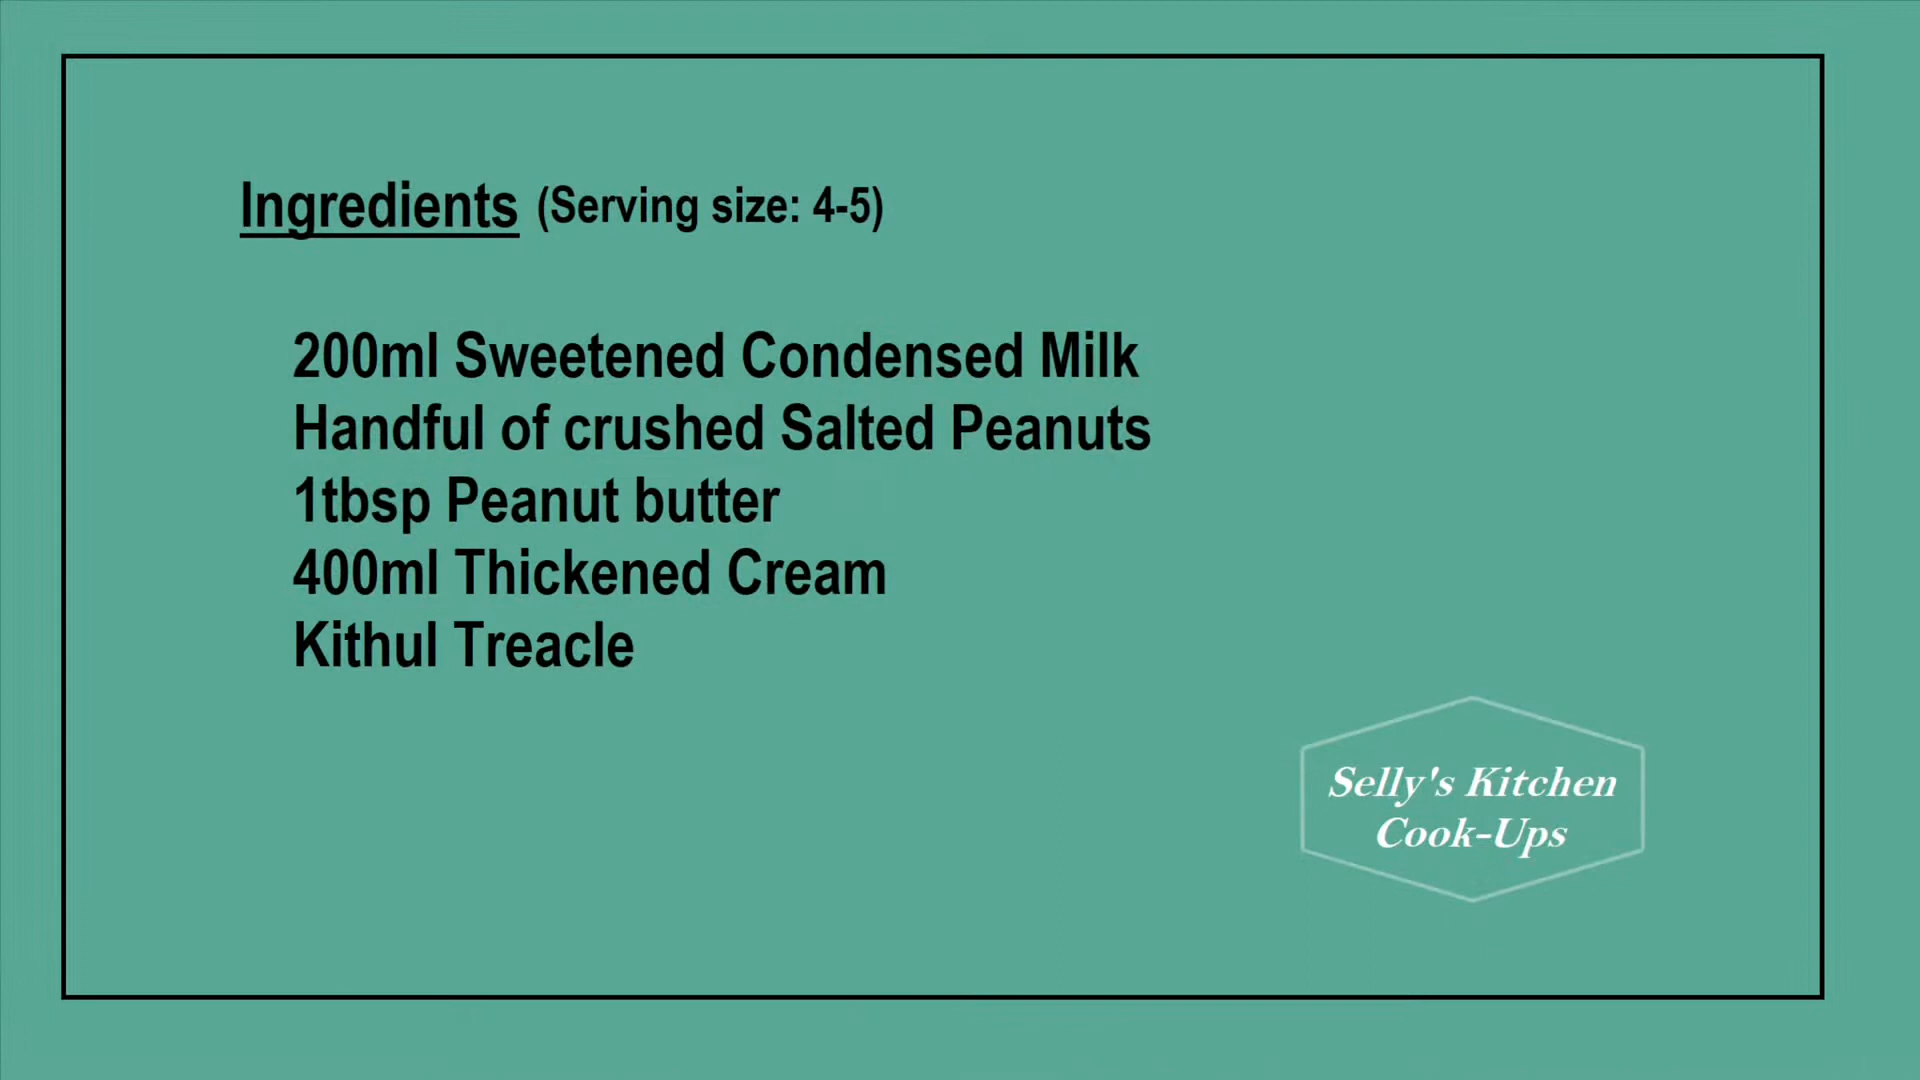 Ingredients (Serving size: 4-5)
200ml Sweetened Condensed Milk
Handful of crushed Salted Peanuts
1tbsp Peanut butter
400ml Thickened Cream
Kithul Treacle
Selly's Kitchen
Cook-Ups